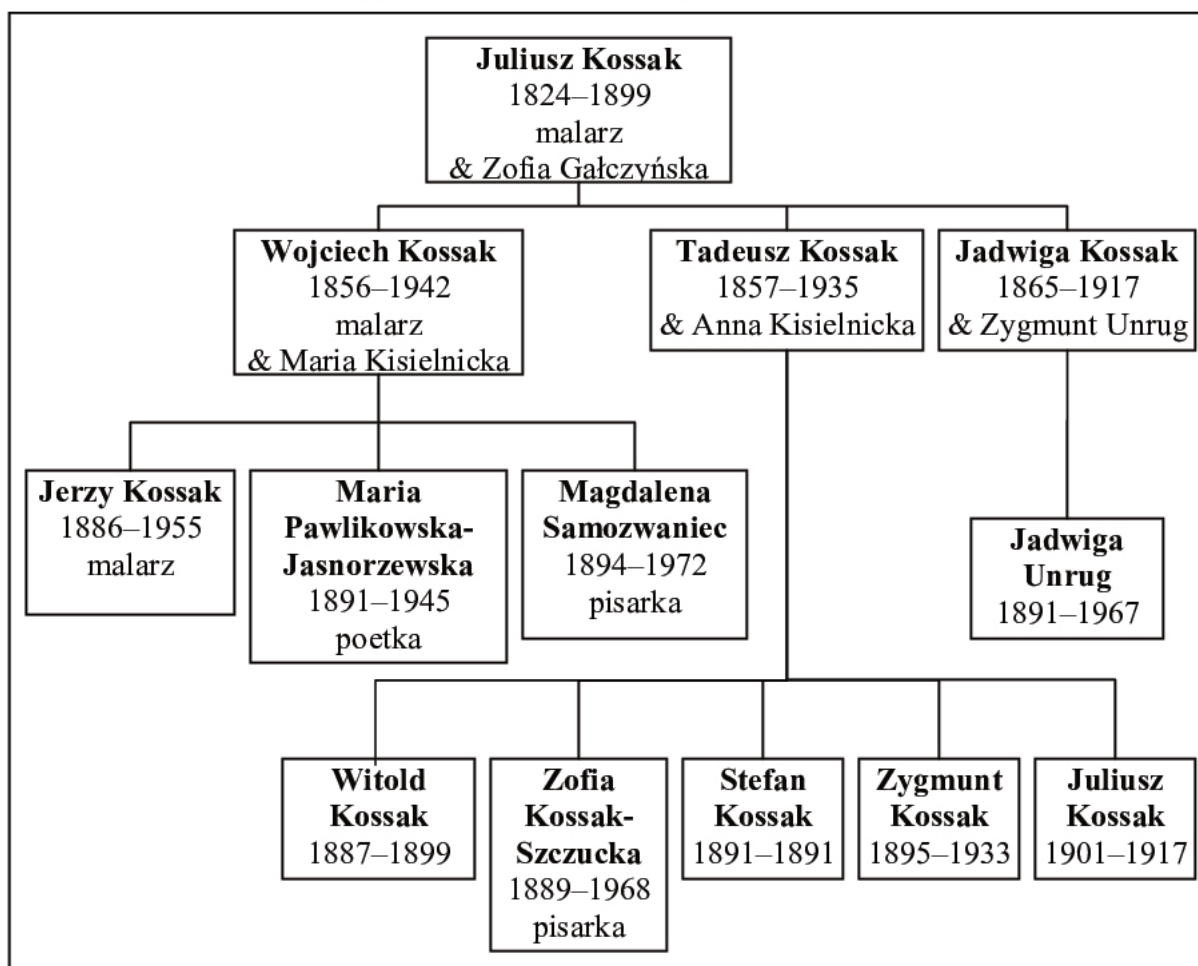 Juliusz Kossak
1824–1899
malarz
& Zofia Gałczyńska
Wojciech Kossak
1856–1942
malarz
& Maria Kisielnicka
Tadeusz Kossak
1857–1935
& Anna Kisielnicka
Jadwiga Kossak
1865–1917
& Zygmunt Unrug
Jerzy Kossak
1886–1955
malarz
Maria
Pawlikowska-
Jasnorzewska
1891–1945
poetka
Magdalena
Samozwaniec
1894–1972
pisarka
Jadwiga
Unrug
1891–1967
Witold
Kossak
1887–1899
Zofia
Kossak-
Szczucka
1889–1968
pisarka
Stefan
Kossak
1891–1891
Zygmunt
Kossak
1895–1933
Juliusz
Kossak
1901–1917